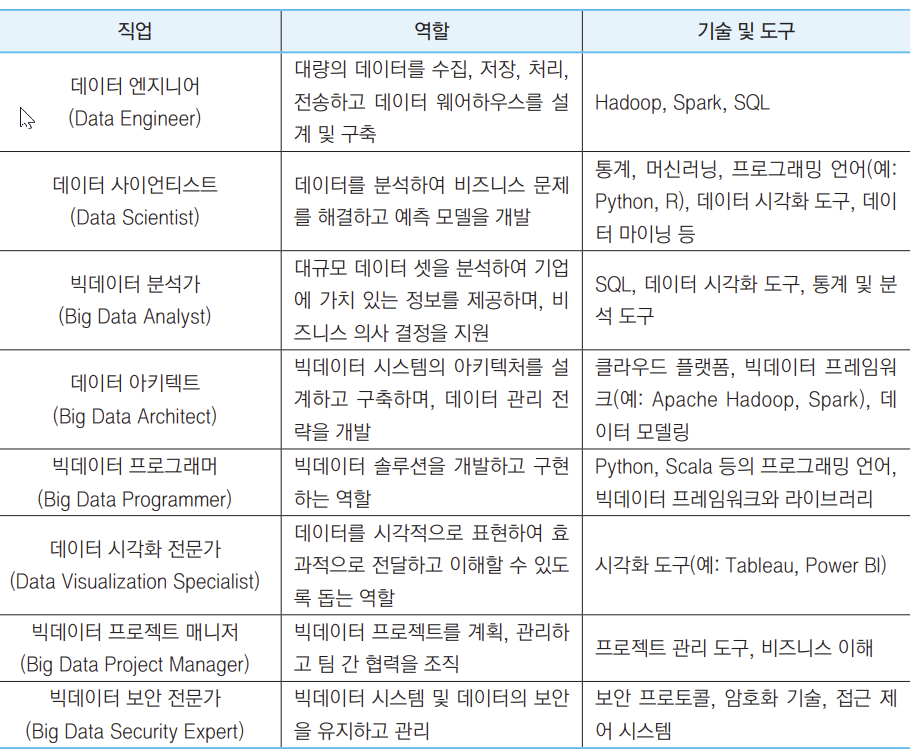 직업
역할
기술 및 도구
데이터 엔지니어
(Data Engineer)
대량의 데이터를 수집, 저장, 처리,
전송하고 데이터 웨어하우스를 설
계 및 구축
Hadoop, Spark, SQL
데이터 사이언티스트
(Data Scientist)
데이터를 분석하여 비즈니스 문제
를 해결하고 예측 모델을 개발
통계, 머신러닝, 프로그래밍 언어(예:
Python, R), 데이터 시각화 도구, 데이
터 마이닝 등
빅데이터 분석가
(Big Data Analyst)
대규모 데이터 셋을 분석하여 기업
에 가치 있는 정보를 제공하며, 비
즈니스 의사 결정을 지원
SQL, 데이터 시각화 도구, 통계 및 분
석 도구
데이터 아키텍트
(Big Data Architect)
빅데이터 시스템의 아키텍처를 설
계하고 구축하며, 데이터 관리 전
략을 개발
클라우드 플랫폼, 빅데이터 프레임워
크(예: Apache Hadoop, Spark), 데
이터 모델링
빅데이터 프로그래머
(Big Data Programmer)
빅데이터 솔루션을 개발하고 구현
하는 역할
Python, Scala 등의 프로그래밍 언어,
빅데이터 프레임워크와 라이브러리
데이터 시각화 전문가
(Data Visualization Specialist)
데이터를 시각적으로 표현하여 효
과적으로 전달하고 이해할 수 있도
록 돕는 역할
시각화 도구(예: Tableau, Power BI)
빅데이터 프로젝트 매니저
(Big Data Project Manager)
빅데이터 프로젝트를 계획, 관리하
고 팀 간 협력을 조직
프로젝트 관리 도구, 비즈니스 이해
빅데이터 보안 전문가
(Big Data Security Expert)
빅데이터 시스템 및 데이터의 보안
을 유지하고 관리
보안 프로토콜, 암호화 기술, 접근 제
어 시스템